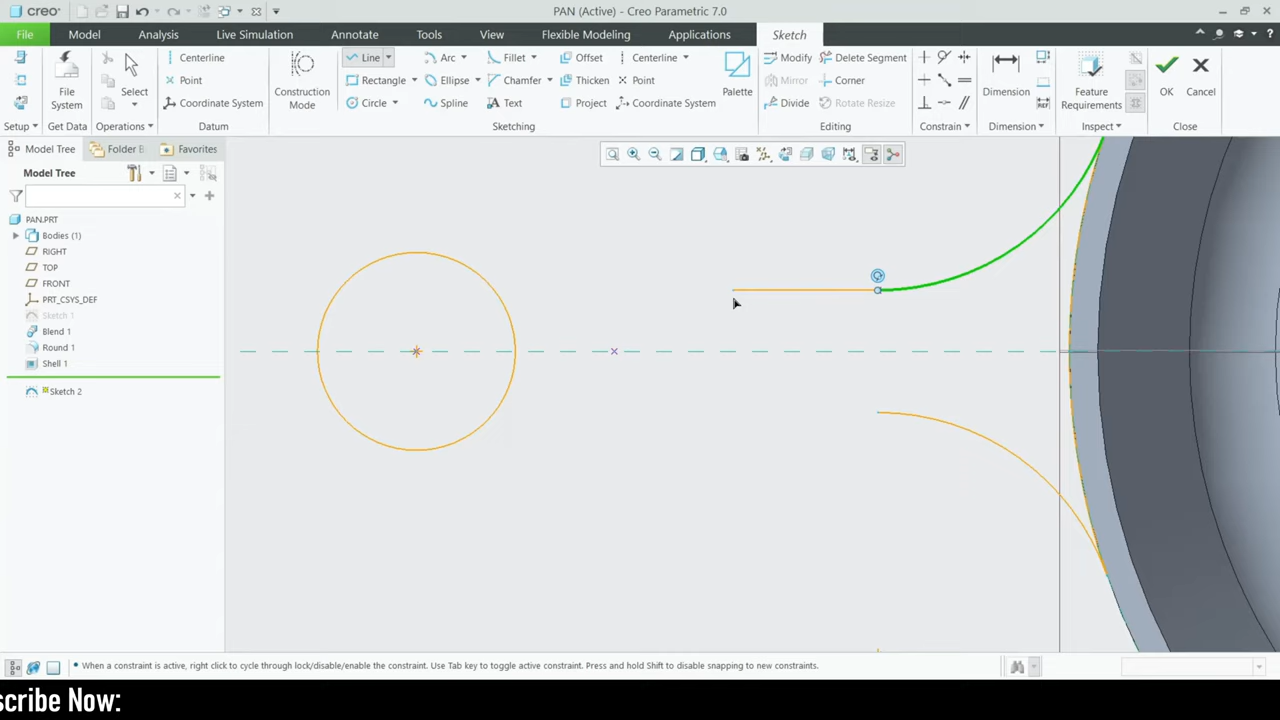 creo
PAN (Active) - Creo Parametric 7.0
File
Model
Analysis
Live Simulation
Annotate
Tools
View
Flexible Modeling
Applications
Sketch
Setup
File System
Get Data
Select
Operations
Centerline
Point
Coordinate System
Datum
Construction Mode
Line
Arc
Fillet
Offset
Centerline
Rectangle
Ellipse
Chamfer
Thicken
Point
Circle
Spline
Text
Project
Coordinate System
Palette
Sketching
Modify
Delete Segment
Mirror
Corner
Divide
Rotate Resize
Editing
Constrain
Dimension
Dimension
Feature Requirements
Inspect
OK
Cancel
Close
Model Tree
Folder B
Favorites
Model Tree
PAN.PRT
Bodies (1)
RIGHT
TOP
FRONT
PRT_CSYS_DEF
Sketch 1
Blend 1
Round 1
Shell 1
Sketch 2
• When a constraint is active, right click to cycle through lock/disable/enable the constraint. Use Tab key to toggle active constraint. Press and hold Shift to disable snapping to new constraints.
scribe Now: